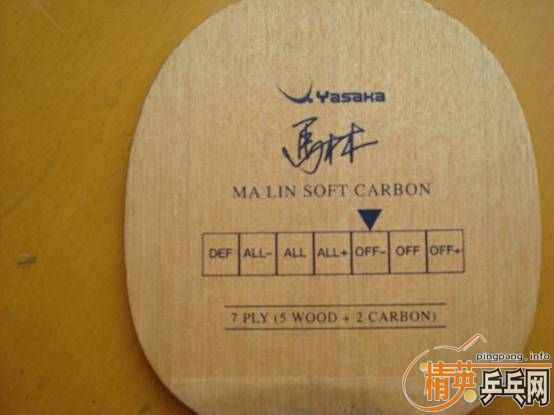 Yasaka
馬林
MA LIN SOFT CARBON
DEF ALL- ALL ALL+ OFF- OFF OFF+
7 PLY (5 WOOD + 2 CARBON)
pingpang.info
精英乒乓网